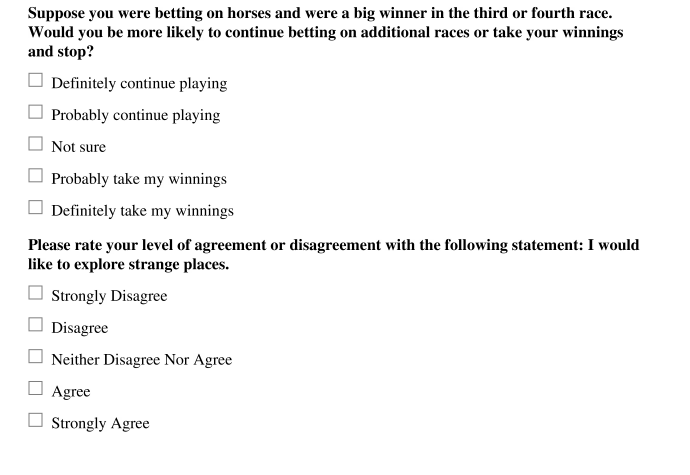 Suppose you were betting on horses and were a big winner in the third or fourth race.
Would you be more likely to continue betting on additional races or take your winnings
and stop?
Definitely continue playing
Probably continue playing
Not sure
Probably take my winnings
Definitely take my winnings
Please rate your level of agreement or disagreement with the following statement: I would
like to explore strange places.
Strongly Disagree
Disagree
Neither Disagree Nor Agree
Agree
Strongly Agree